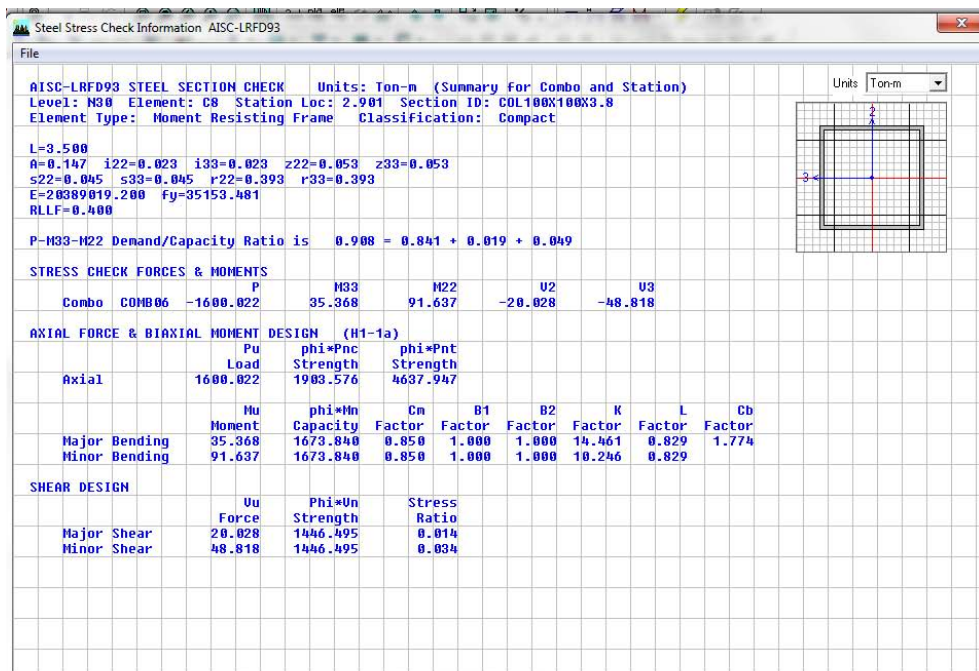 Steel Stress Check Information AISC-LRFD93
File
Units Ton-m
AISC-LRFD93 STEEL SECTION CHECK Units: Ton-m (Summary for Combo and Station)
Level: N30 Element: C8 Station Loc: 2.901 Section ID: COL100X100X3.8
Element Type: Moment Resisting Frame Classification: Compact
L=3.500
A=0.147 i22=0.023 i33=0.023 z22=0.053 z33=0.053
s22=0.045 s33=0.045 r22=0.393 r33=0.393
E=20389019.200 fy=35153.481
RLLF=0.400
P-M33-M22 Demand/Capacity Ratio is 0.908 = 0.841 + 0.019 + 0.049
STRESS CHECK FORCES & MOMENTS
P M33 M22 V2 V3
Combo COMB06 -1600.022 35.368 91.637 -20.028 -48.818
AXIAL FORCE & BIAXIAL MOMENT DESIGN (H1-1a)
Pu phi*Pnc phi*Pnt
Load Strength Strength
Axial 1600.022 1903.576 4637.947
Mu phi*Mn Cm B1 B2 K L Cb
Moment Capacity Factor Factor Factor Factor Factor Factor
Major Bending 35.368 1673.840 0.850 1.000 1.000 14.461 0.829 1.774
Minor Bending 91.637 1673.840 0.850 1.000 1.000 10.246 0.829
SHEAR DESIGN
Vu Phi*Vn Stress
Force Strength Ratio
Major Shear 20.028 1446.495 0.014
Minor Shear 48.818 1446.495 0.034
2
3